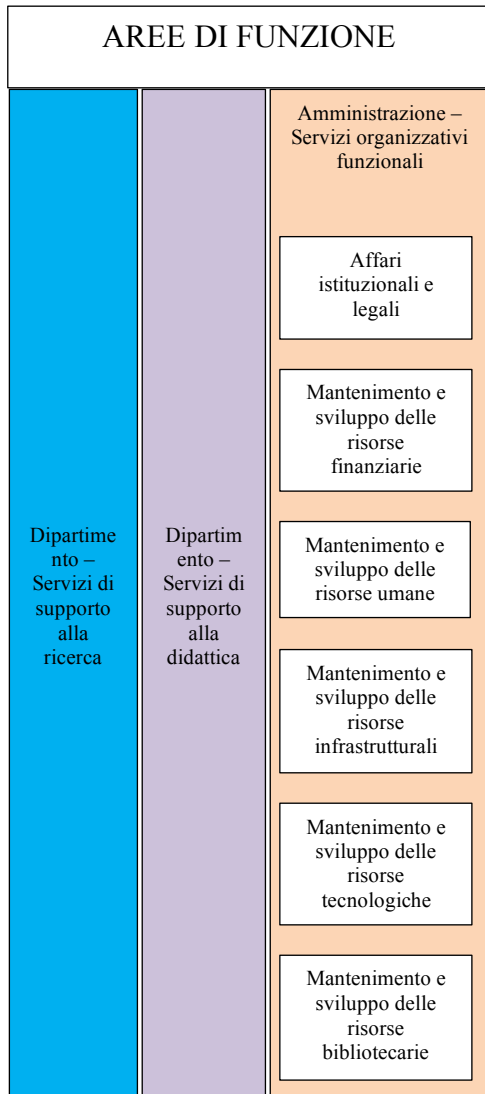 AREE DI FUNZIONE
Dipartime
nto –
Servizi di
supporto
alla
ricerca
Dipartim
ento –
Servizi di
supporto
alla
didattica
Amministrazione –
Servizi organizzativi
funzionali
Affari
istituzionali e
legali
Mantenimento e
sviluppo delle
risorse
finanziarie
Mantenimento e
sviluppo delle
risorse umane
Mantenimento e
sviluppo delle
risorse
infrastrutturali
Mantenimento e
sviluppo delle
risorse
tecnologiche
Mantenimento e
sviluppo delle
risorse
bibliotecarie